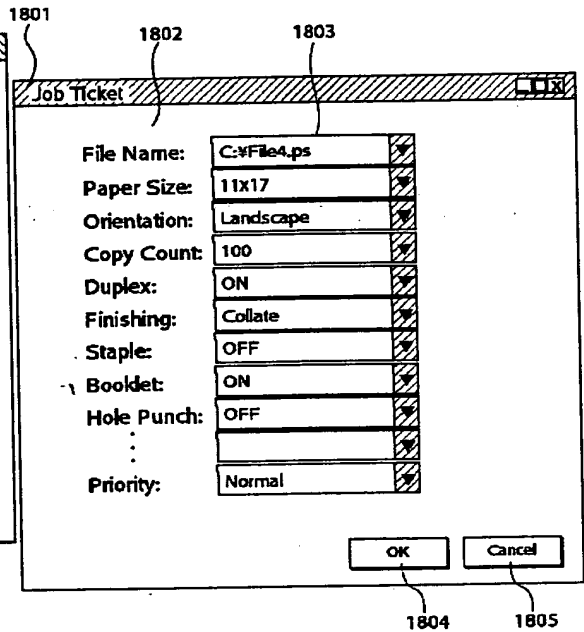 1801
1802
1803
Job Ticket
File Name: C:¥File4.ps
Paper Size: 11x17
Orientation: Landscape
Copy Count: 100
Duplex: ON
Finishing: Collate
Staple: OFF
Booklet: ON
Hole Punch: OFF
Priority: Normal
OK Cancel
1804 1805